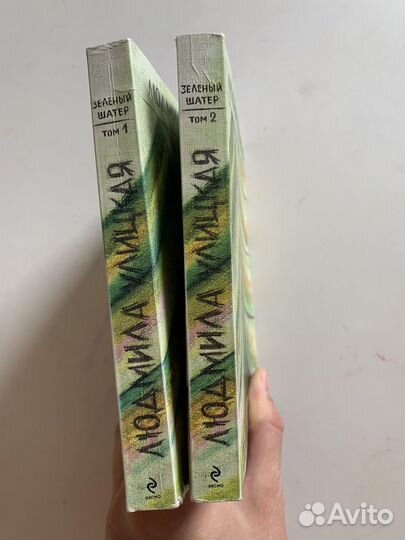 ЗЕЛЕНЫЙ
ШАТЕР
ТОМ 1
ЛЮДМИЛА УЛИЦКАЯ
ЭКСМО
ЗЕЛЕНЫЙ
ШАТЕР
ТОМ 2
ЛЮДМИЛА УЛИЦКАЯ
ЭКСМО
Avito